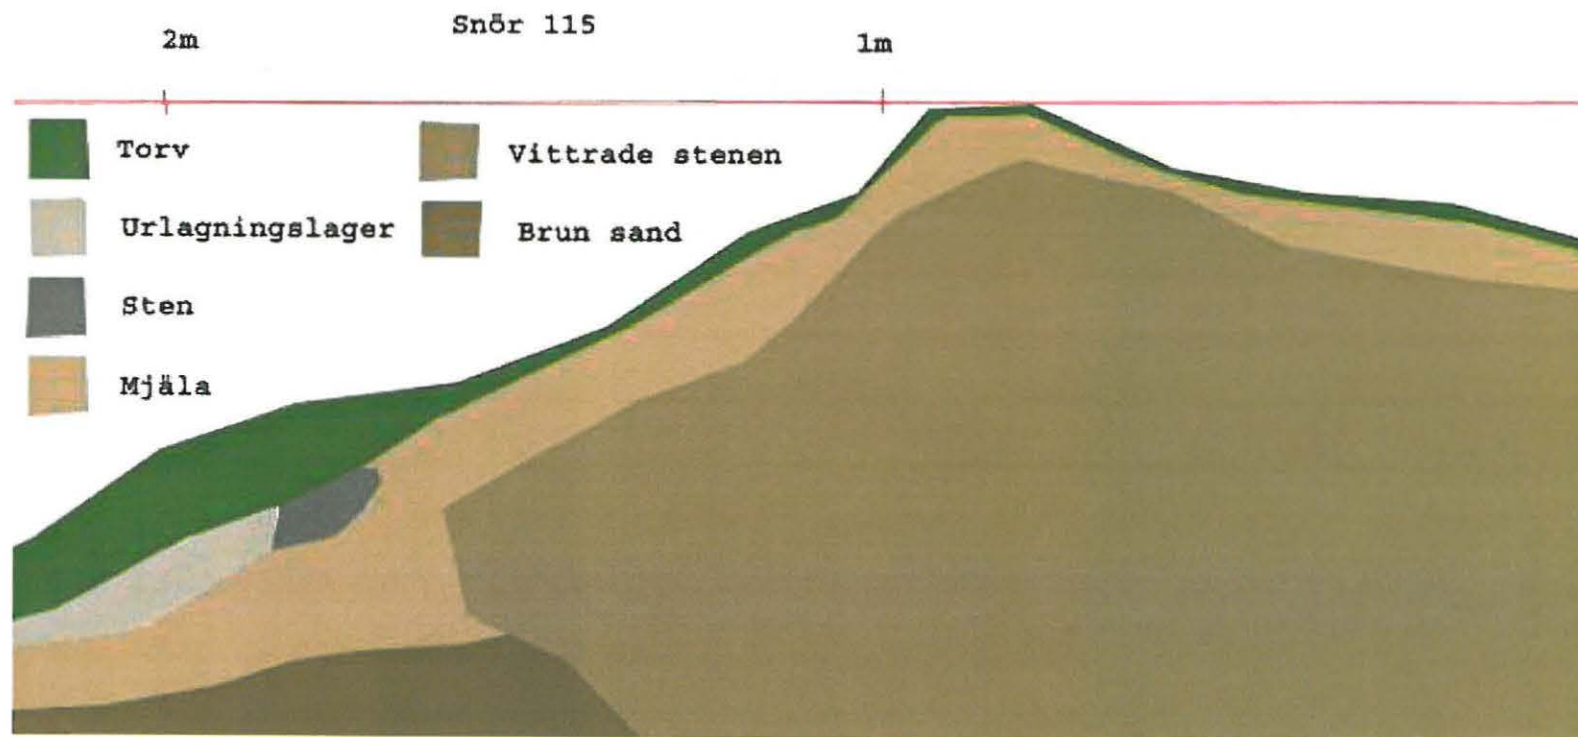 Snör 115
2m
1m
Torv
Vittrade stenen
Urlagningslager
Brun sand
Sten
Mjäla